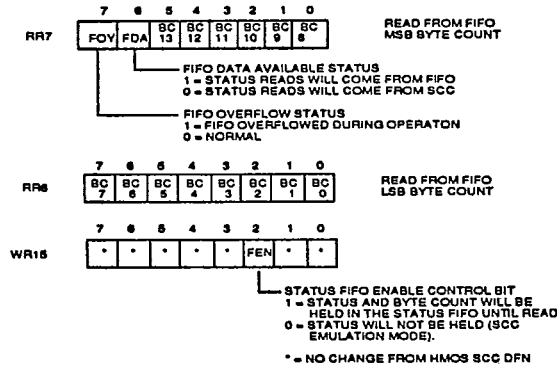 7 6 5 4 3 2 1 0
RR7 FOY FDA BC 13 BC 12 BC 11 BC 10 BC 9 BC 8
READ FROM FIFO
MSB BYTE COUNT
FIFO DATA AVAILABLE STATUS
1 = STATUS READS WILL COME FROM FIFO
0 = STATUS READS WILL COME FROM SCC
FIFO OVERFLOW STATUS
1 = FIFO OVERFLOWED DURING OPERATON
0 = NORMAL
7 6 5 4 3 2 1 0
RR6 BC 7 BC 6 BC 5 BC 4 BC 3 BC 2 BC 1 BC 0
READ FROM FIFO
LSB BYTE COUNT
7 6 5 4 3 2 1 0
WR15 * * * * * FEN * *
STATUS FIFO ENABLE CONTROL BIT
1 = STATUS AND BYTE COUNT WILL BE
HELD IN THE STATUS FIFO UNTIL READ
0 = STATUS WILL NOT BE HELD (SCC
EMULATION MODE).
* = NO CHANGE FROM HMOS SCC DFN